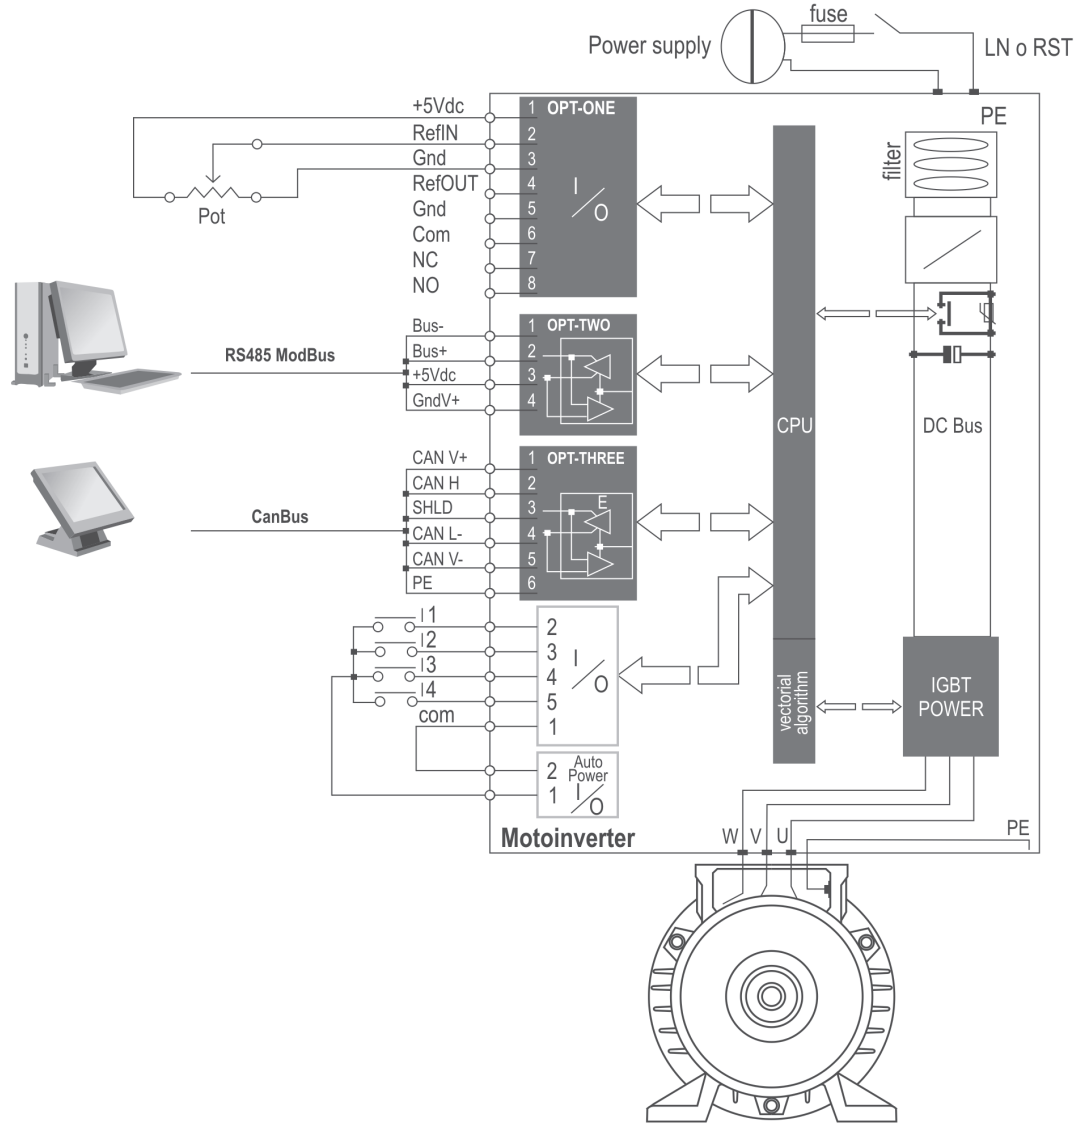 fuse
Power supply
LN o RST
PE
filter
+5Vdc
RefIN
Gnd
RefOUT
Gnd
Com
NC
NO
Pot
1 OPT-ONE
2
3
4
5
6
7
8
I/O
RS485 ModBus
Bus-
Bus+
+5Vdc
GndV+
1 OPT-TWO
2
3
4
CPU
DC Bus
CanBus
CAN V+
CAN H
SHLD
CAN L-
CAN V-
PE
1 OPT-THREE
2
3
4
5
6
E
I1
I2
I3
I4
com
2
3
4
5
1
I/O
2 Auto
Power
1 I/O
vectorial
algorithm
IGBT
POWER
Motoinverter
W V U
PE